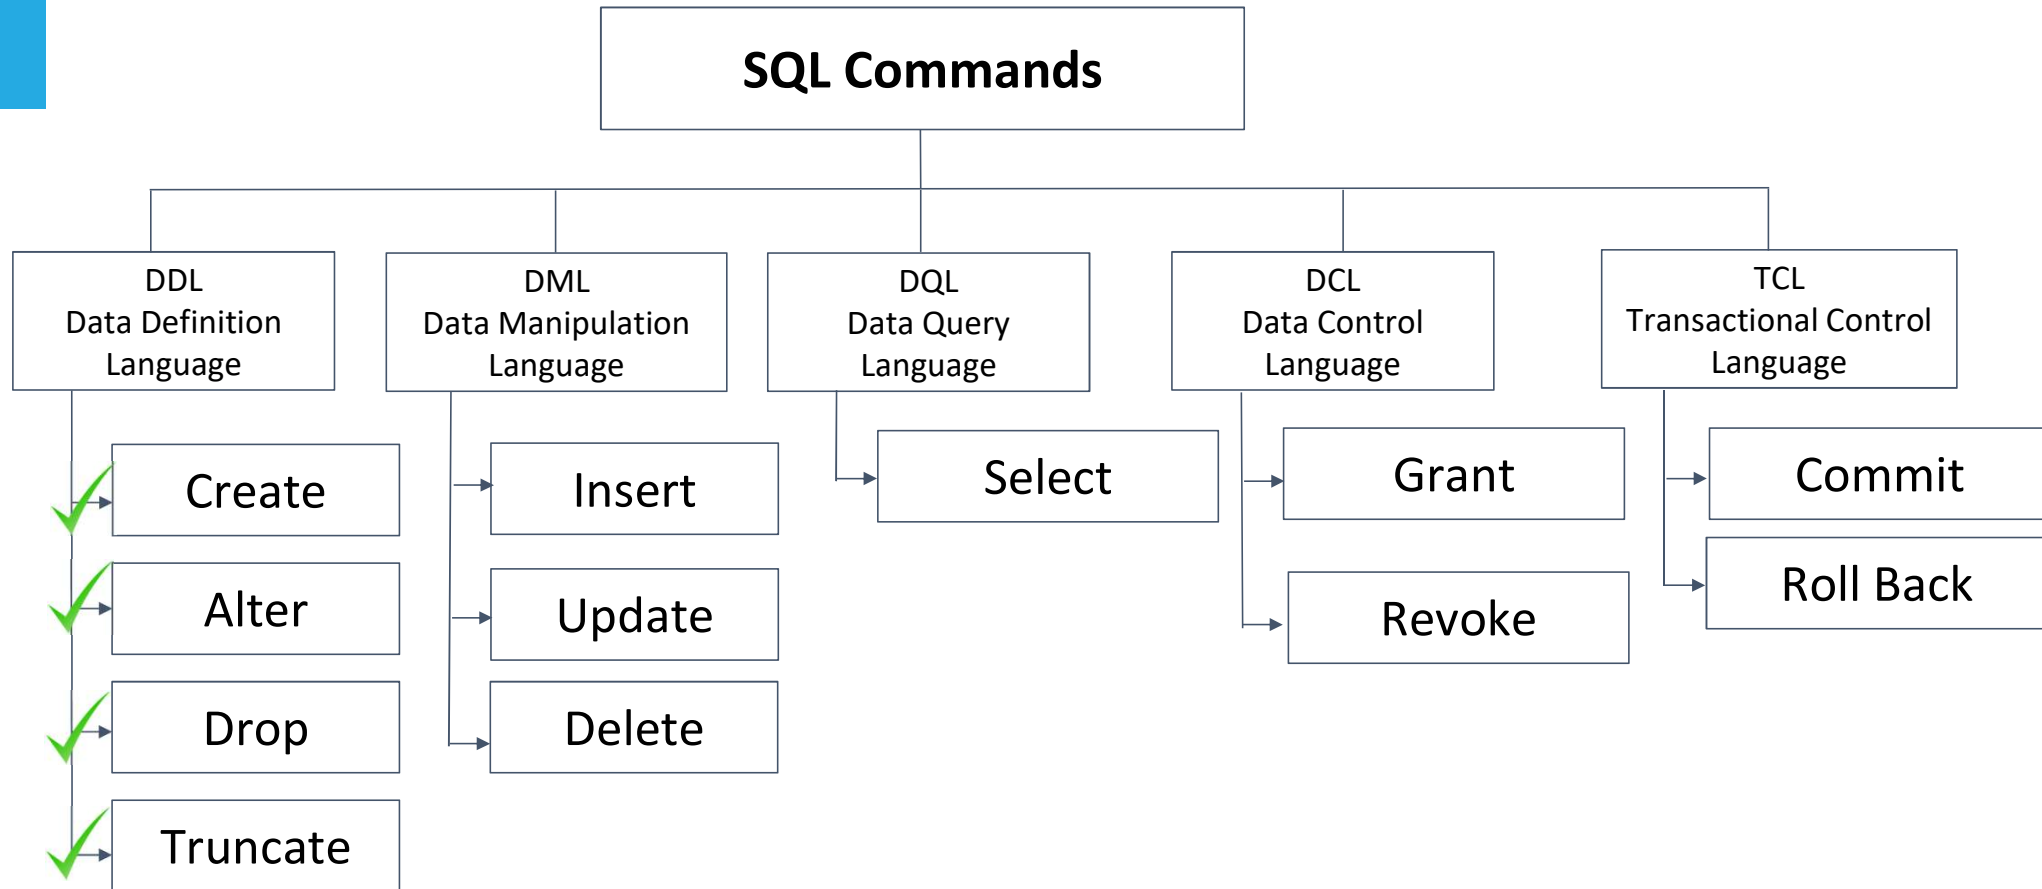 SQL Commands
DDL
Data Definition
Language
DML
Data Manipulation
Language
DQL
Data Query
Language
DCL
Data Control
Language
TCL
Transactional Control
Language
Create
Alter
Drop
Truncate
Insert
Update
Delete
Select
Grant
Revoke
Commit
Roll Back